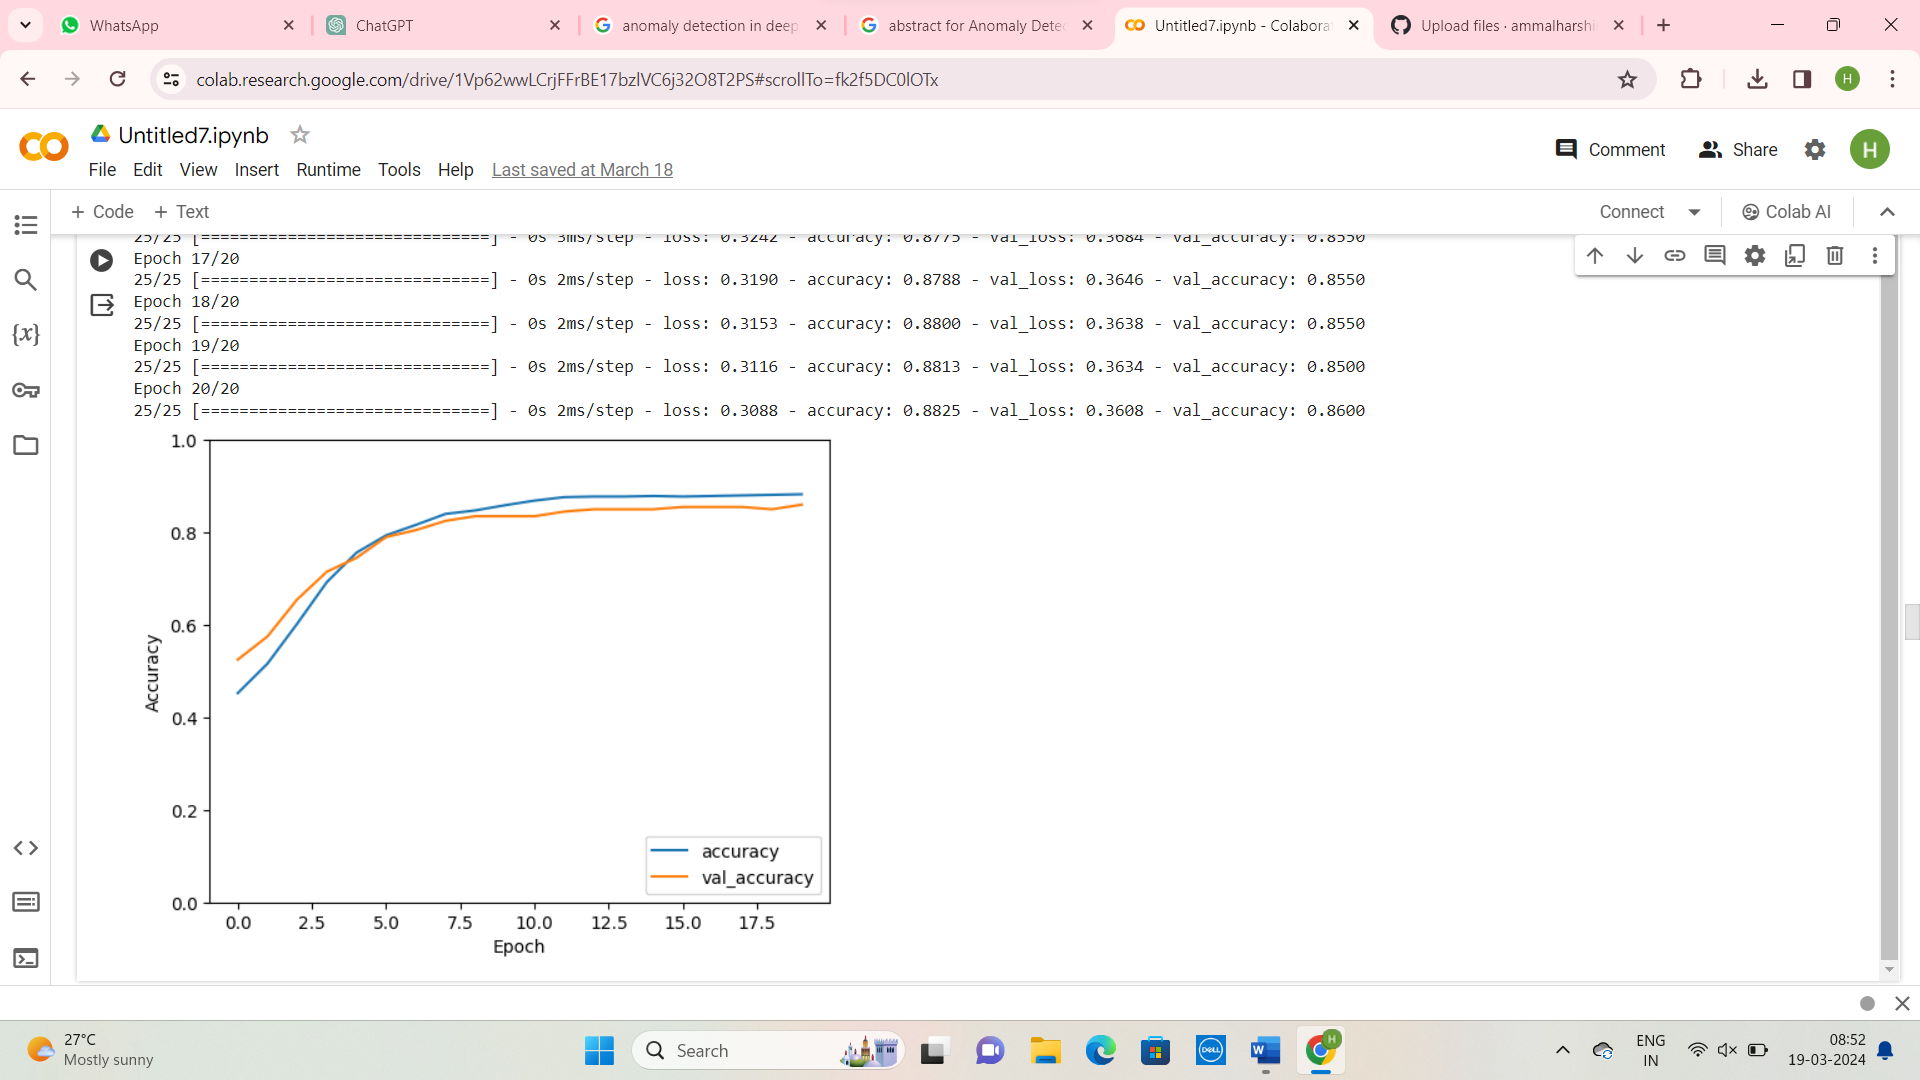 WhatsApp
ChatGPT
anomaly detection in deep
abstract for Anomaly Detec
Untitled7.ipynb - Colaborat
Upload files · ammalharshi
colab.research.google.com/drive/1Vp62wwLCrjFFrBE17bzlVC6j32O8T2PS#scrollTo=fk2f5DC0lOTx
H
Untitled7.ipynb
Comment
Share
H
File Edit View Insert Runtime Tools Help Last saved at March 18
+ Code + Text
Connect
Colab AI
25/25 [==============================] - 0s 3ms/step - loss: 0.3242 - accuracy: 0.8775 - val_loss: 0.3684 - val_accuracy: 0.8550
Epoch 17/20
25/25 [==============================] - 0s 2ms/step - loss: 0.3190 - accuracy: 0.8788 - val_loss: 0.3646 - val_accuracy: 0.8550
Epoch 18/20
25/25 [==============================] - 0s 2ms/step - loss: 0.3153 - accuracy: 0.8800 - val_loss: 0.3638 - val_accuracy: 0.8550
Epoch 19/20
25/25 [==============================] - 0s 2ms/step - loss: 0.3116 - accuracy: 0.8813 - val_loss: 0.3634 - val_accuracy: 0.8500
Epoch 20/20
25/25 [==============================] - 0s 2ms/step - loss: 0.3088 - accuracy: 0.8825 - val_loss: 0.3608 - val_accuracy: 0.8600
{x}
1.0
0.8
0.6
0.4
0.2
0.0
Accuracy
accuracy
val_accuracy
0.0 2.5 5.0 7.5 10.0 12.5 15.0 17.5
Epoch
27°C
Mostly sunny
Search
DELL
W
H
ENG
IN
08:52
19-03-2024